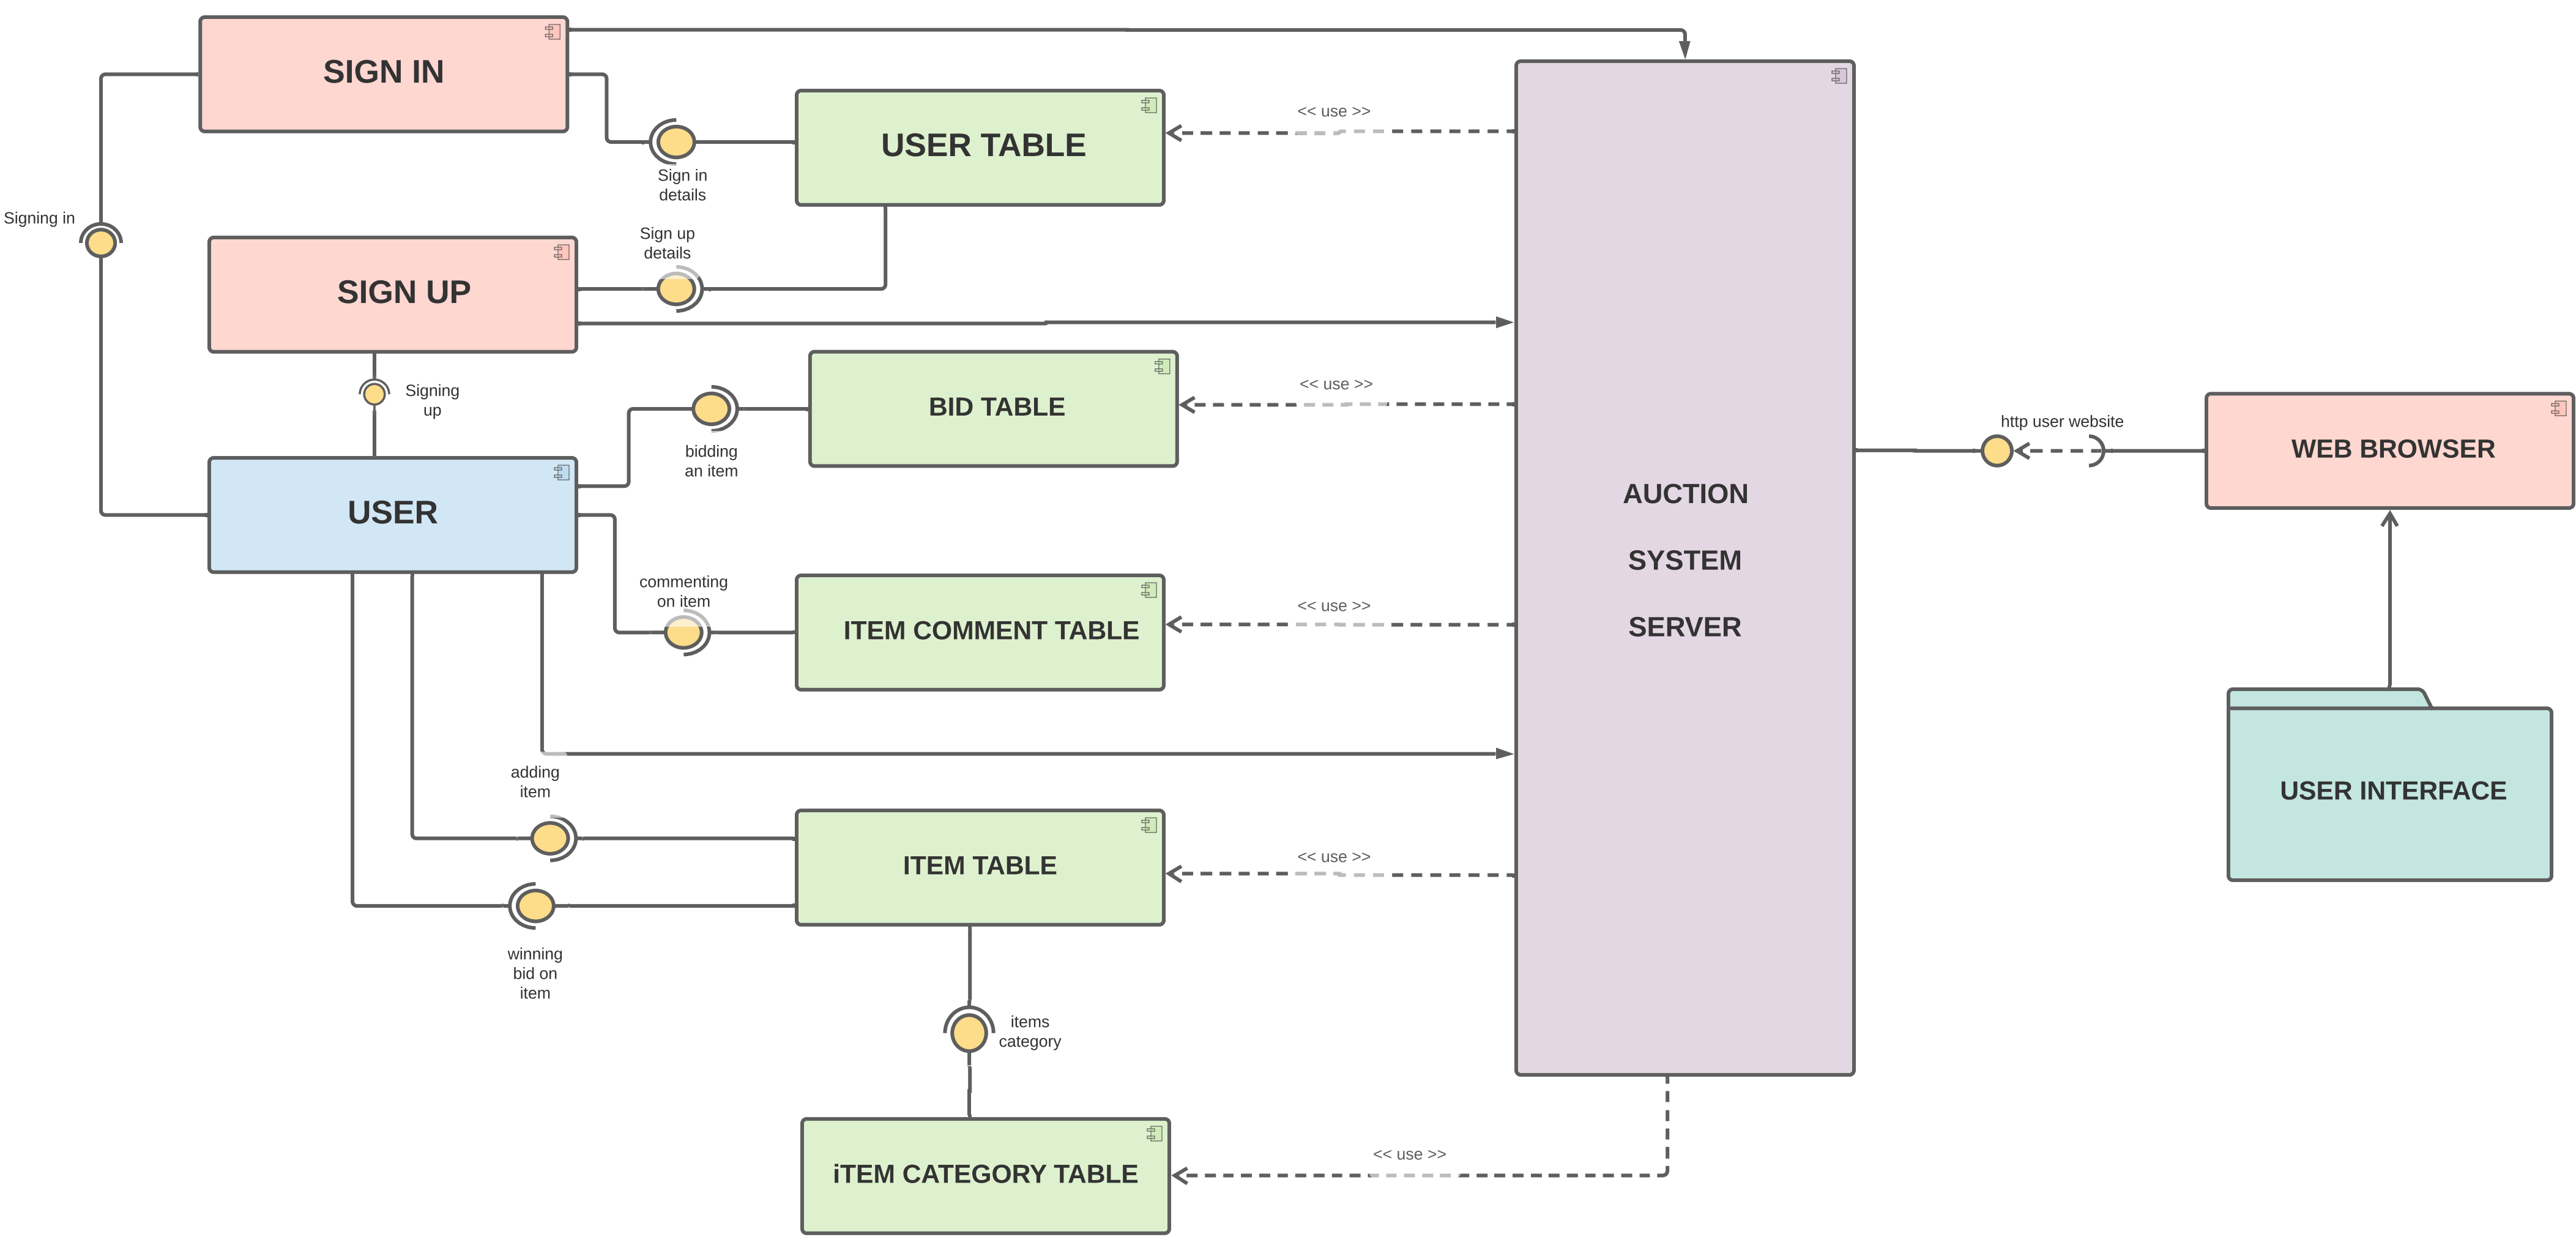 SIGN IN
<< use >>
USER TABLE
Sign in
details
Signing in
Sign up
details
SIGN UP
<< use >>
Signing
up
BID TABLE
http user website
WEB BROWSER
bidding
an item
AUCTION
SYSTEM
SERVER
USER
commenting
on item
<< use >>
ITEM COMMENT TABLE
adding
item
USER INTERFACE
<< use >>
ITEM TABLE
winning
bid on
item
items
category
<< use >>
iTEM CATEGORY TABLE